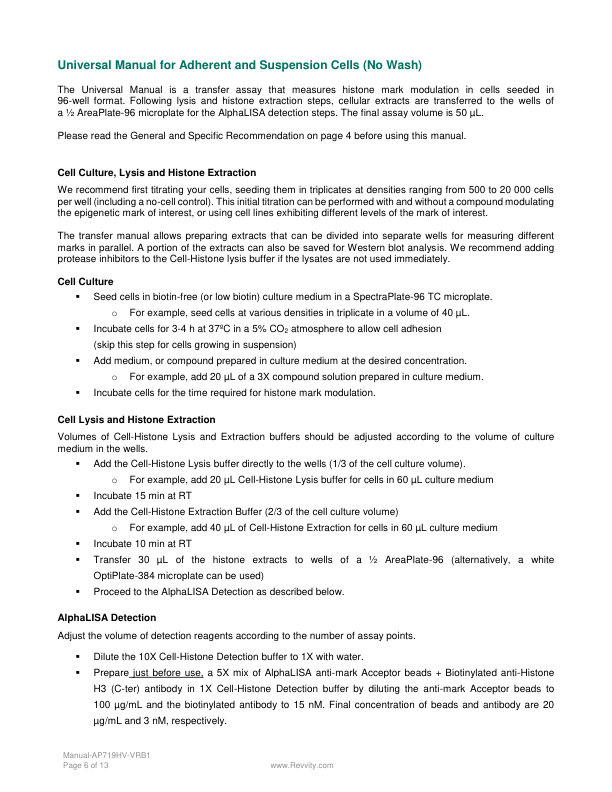 Universal Manual for Adherent and Suspension Cells (No Wash)
The Universal Manual is a transfer assay that measures histone mark modulation in cells seeded in
96-well format. Following lysis and histone extraction steps, cellular extracts are transferred to the wells of
a ½ AreaPlate-96 microplate for the AlphaLISA detection steps. The final assay volume is 50 µL.
Please read the General and Specific Recommendation on page 4 before using this manual.
Cell Culture, Lysis and Histone Extraction
We recommend first titrating your cells, seeding them in triplicates at densities ranging from 500 to 20 000 cells
per well (including a no-cell control). This initial titration can be performed with and without a compound modulating
the epigenetic mark of interest, or using cell lines exhibiting different levels of the mark of interest.
The transfer manual allows preparing extracts that can be divided into separate wells for measuring different
marks in parallel. A portion of the extracts can also be saved for Western blot analysis. We recommend adding
protease inhibitors to the Cell-Histone lysis buffer if the lysates are not used immediately.
Cell Culture
▪ Seed cells in biotin-free (or low biotin) culture medium in a SpectraPlate-96 TC microplate.
o For example, seed cells at various densities in triplicate in a volume of 40 µL.
▪ Incubate cells for 3-4 h at 37ºC in a 5% CO₂ atmosphere to allow cell adhesion
(skip this step for cells growing in suspension)
▪ Add medium, or compound prepared in culture medium at the desired concentration.
o For example, add 20 µL of a 3X compound solution prepared in culture medium.
▪ Incubate cells for the time required for histone mark modulation.
Cell Lysis and Histone Extraction
Volumes of Cell-Histone Lysis and Extraction buffers should be adjusted according to the volume of culture
medium in the wells.
▪ Add the Cell-Histone Lysis buffer directly to the wells (1/3 of the cell culture volume).
o For example, add 20 µL Cell-Histone Lysis buffer for cells in 60 µL culture medium
▪ Incubate 15 min at RT
▪ Add the Cell-Histone Extraction Buffer (2/3 of the cell culture volume)
o For example, add 40 µL of Cell-Histone Extraction for cells in 60 µL culture medium
▪ Incubate 10 min at RT
▪ Transfer 30 µL of the histone extracts to wells of a ½ AreaPlate-96 (alternatively, a white
OptiPlate-384 microplate can be used)
▪ Proceed to the AlphaLISA Detection as described below.
AlphaLISA Detection
Adjust the volume of detection reagents according to the number of assay points.
▪ Dilute the 10X Cell-Histone Detection buffer to 1X with water.
▪ Prepare just before use, a 5X mix of AlphaLISA anti-mark Acceptor beads + Biotinylated anti-Histone
H3 (C-ter) antibody in 1X Cell-Histone Detection buffer by diluting the anti-mark Acceptor beads to
100 µg/mL and the biotinylated antibody to 15 nM. Final concentration of beads and antibody are 20
µg/mL and 3 nM, respectively.
Manual-AP719HV-VRB1
Page 6 of 13 www.Revvity.com